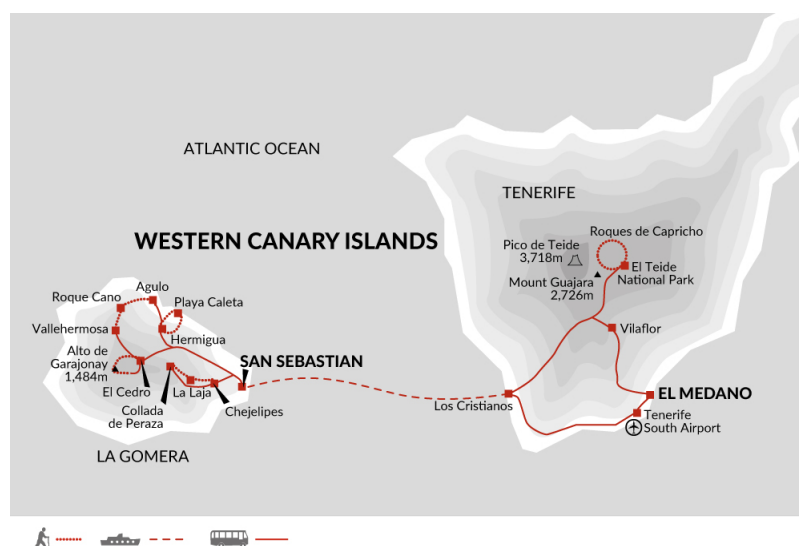 ATLANTIC OCEAN
TENERIFE
WESTERN CANARY ISLANDS
Roques de Capricho
Pico de Teide
3,718m
El Teide
National Park
Mount Guajara
2,726m
Vilaflor
Agulo
Roque Cano
Playa Caleta
Vallehermosa
Hermigua
Alto de
Garajonay
1,484m
SAN SEBASTIAN
El Cedro
La Laja
Collada
de Peraza
Chejelipes
LA GOMERA
Los Cristianos
EL MEDANO
Tenerife
South Airport